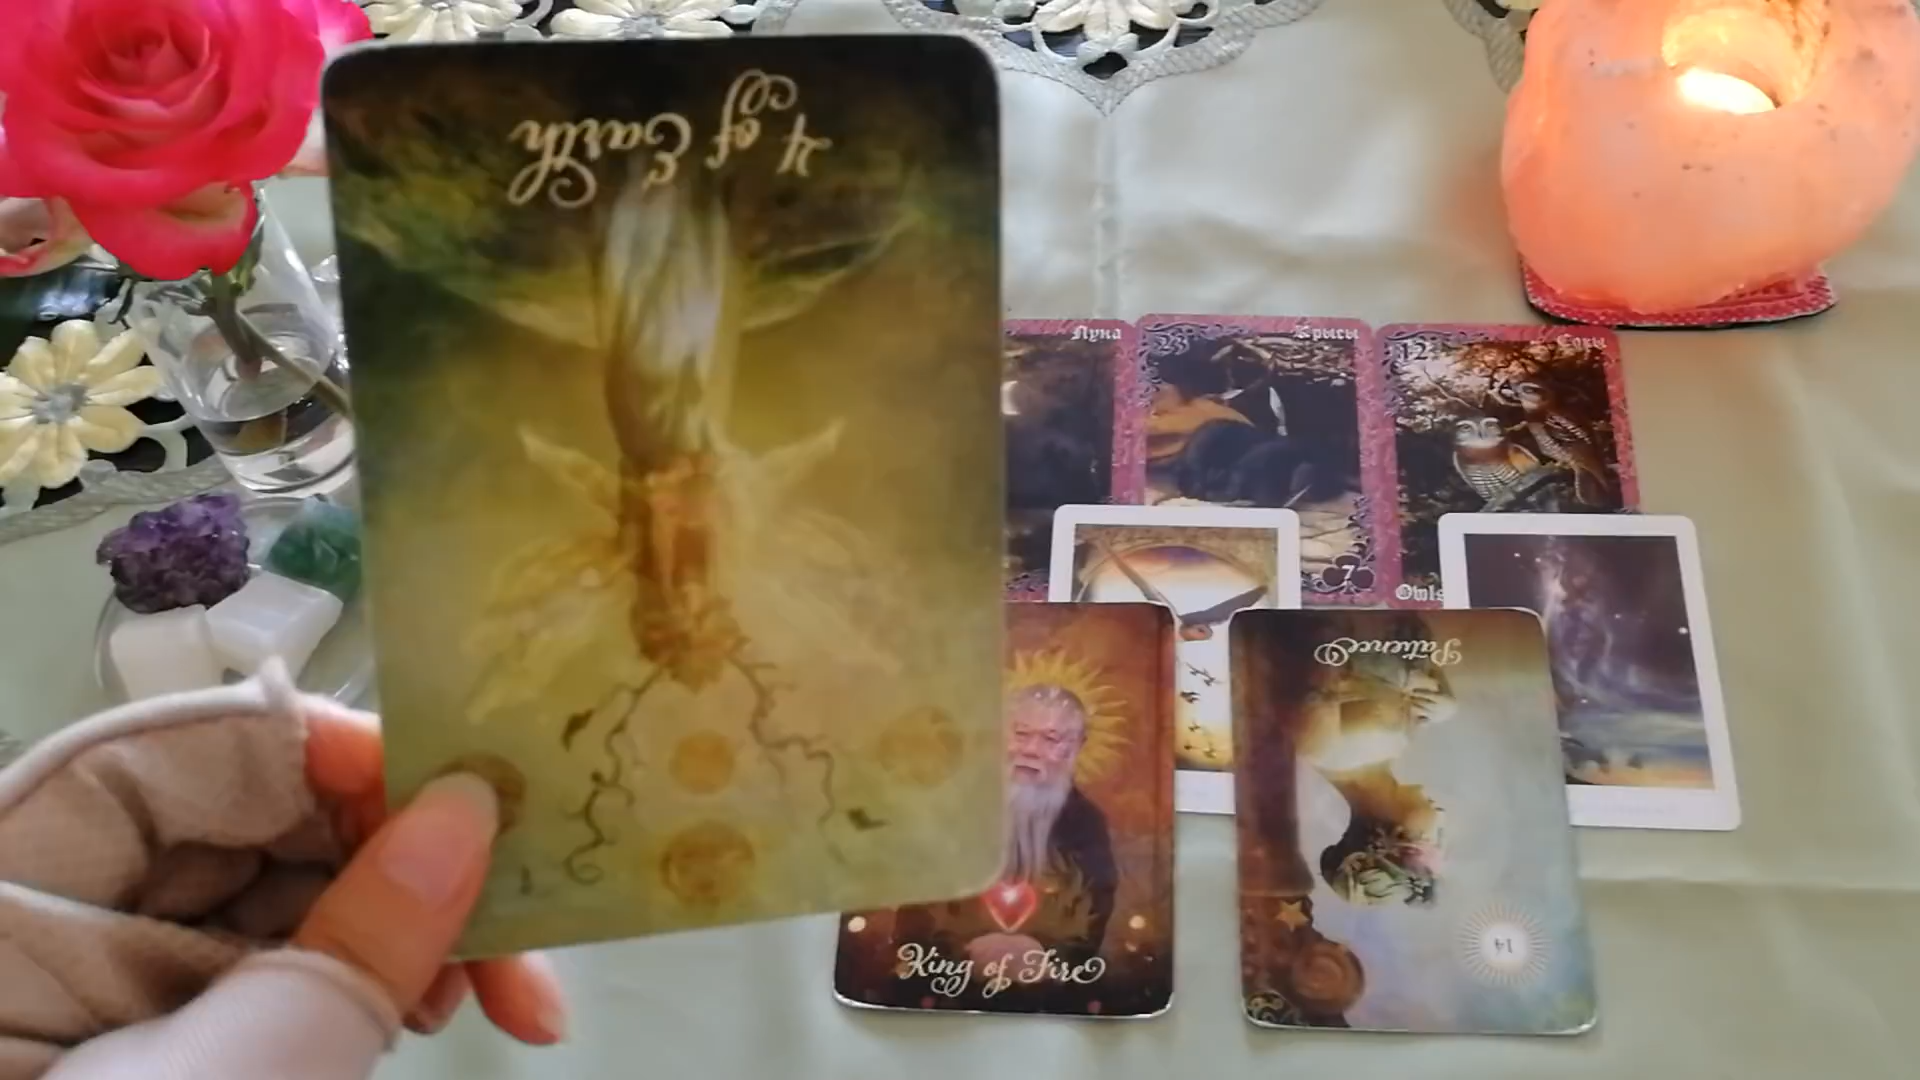 4 of Earth
Луна
23 Крысы
12 Совы
7
Owls
Patience
14
King of Fire